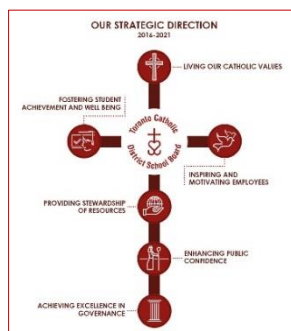 OUR STRATEGIC DIRECTION
2016-2021
LIVING OUR CATHOLIC VALUES
FOSTERING STUDENT
ACHIEVEMENT AND WELL BEING
Toronto Catholic
District School Board
INSPIRING AND
MOTIVATING EMPLOYEES
PROVIDING STEWARDSHIP
OF RESOURCES
ENHANCING PUBLIC
CONFIDENCE
ACHIEVING EXCELLENCE IN
GOVERNANCE